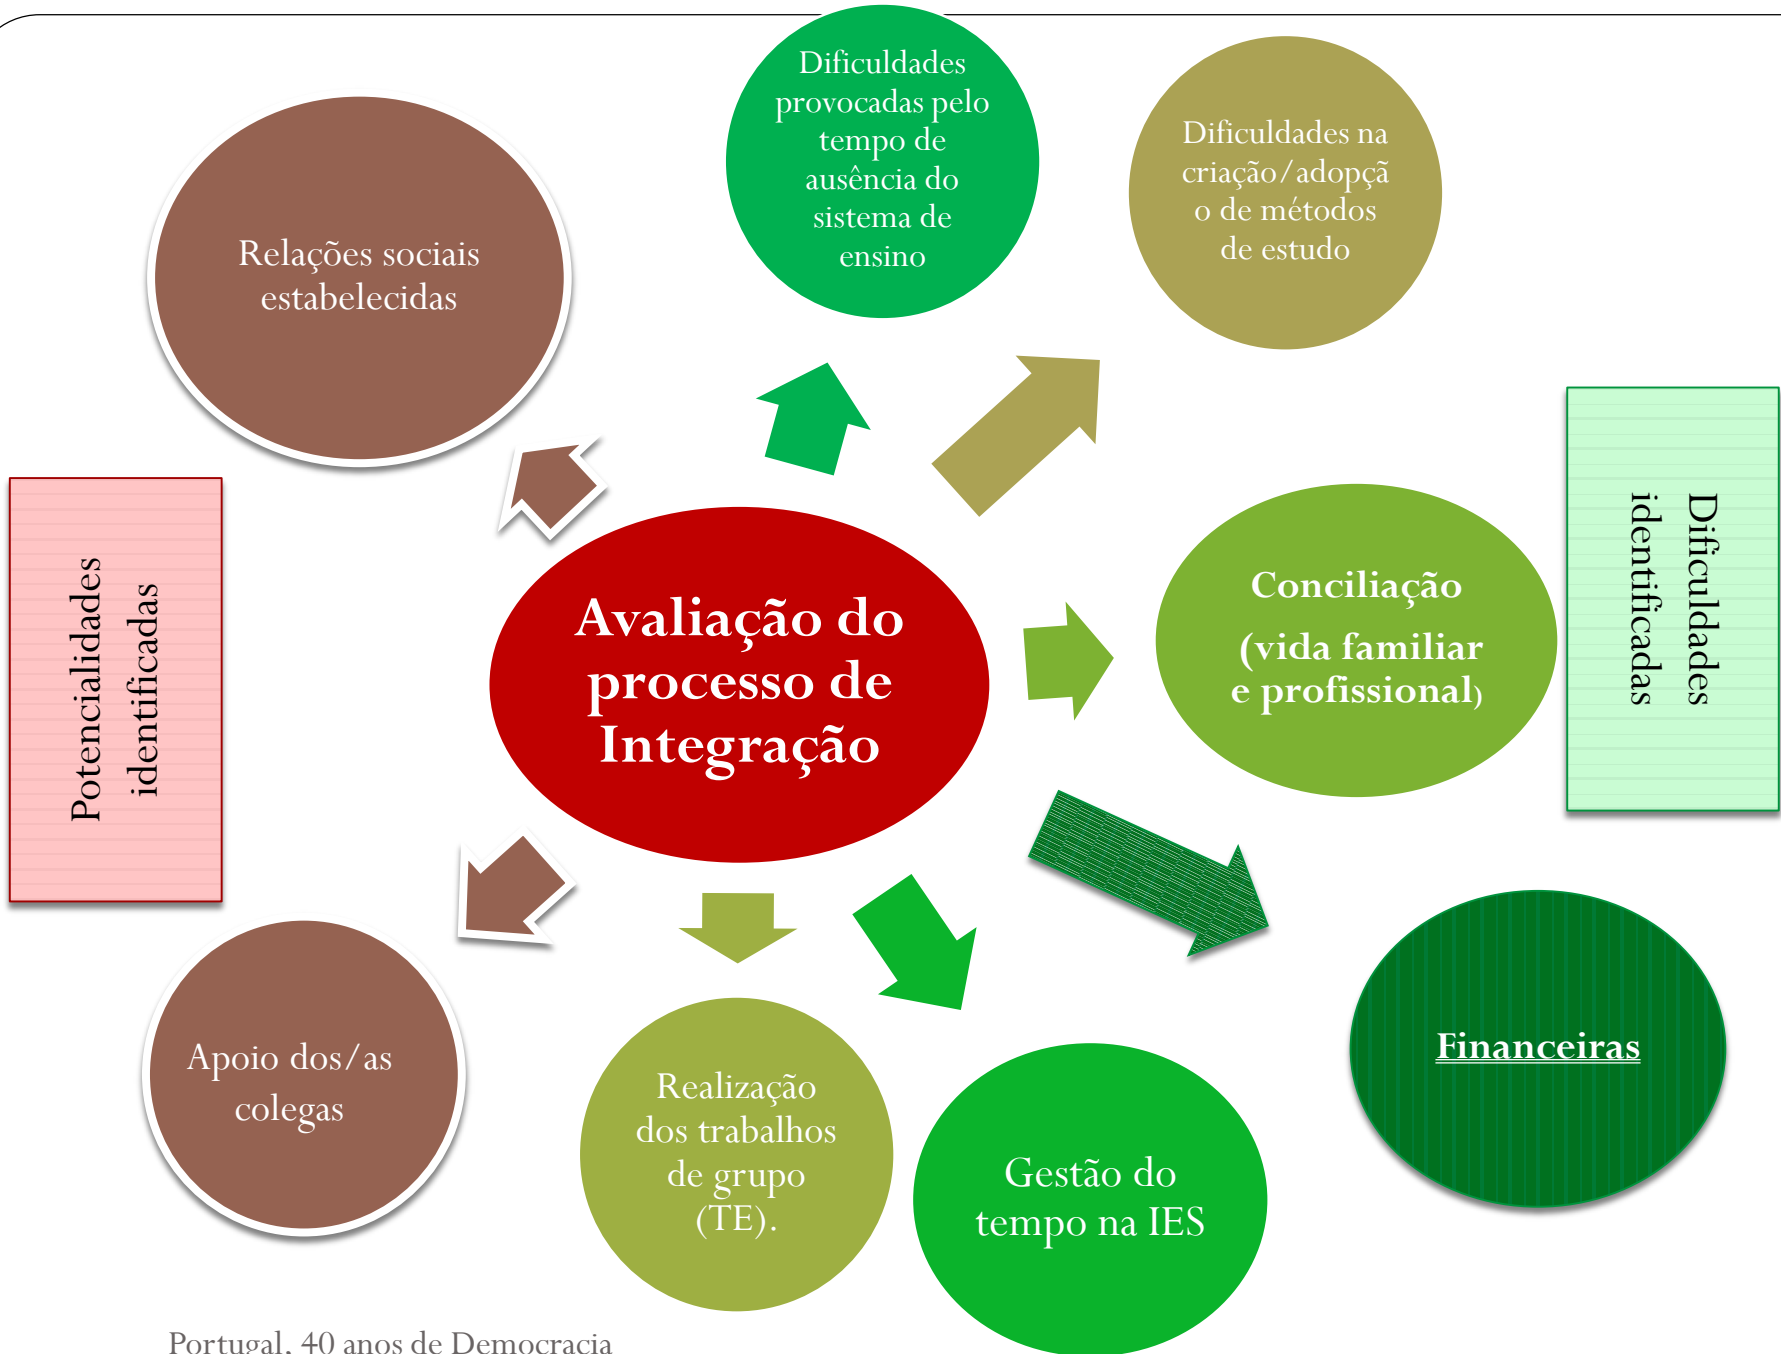 Dificuldades
provocadas pelo
tempo de
ausência do
sistema de
ensino
Dificuldades na
criação/adopçã
o de métodos
de estudo
Relações sociais
estabelecidas
Potencialidades
identificadas
Avaliação do
processo de
Integração
Conciliação
(vida familiar
e profissional)
Dificuldades
identificadas
Financeiras
Apoio dos/as
colegas
Realização
dos trabalhos
de grupo
(TE).
Gestão do
tempo na IES
Portugal, 40 anos de Democracia